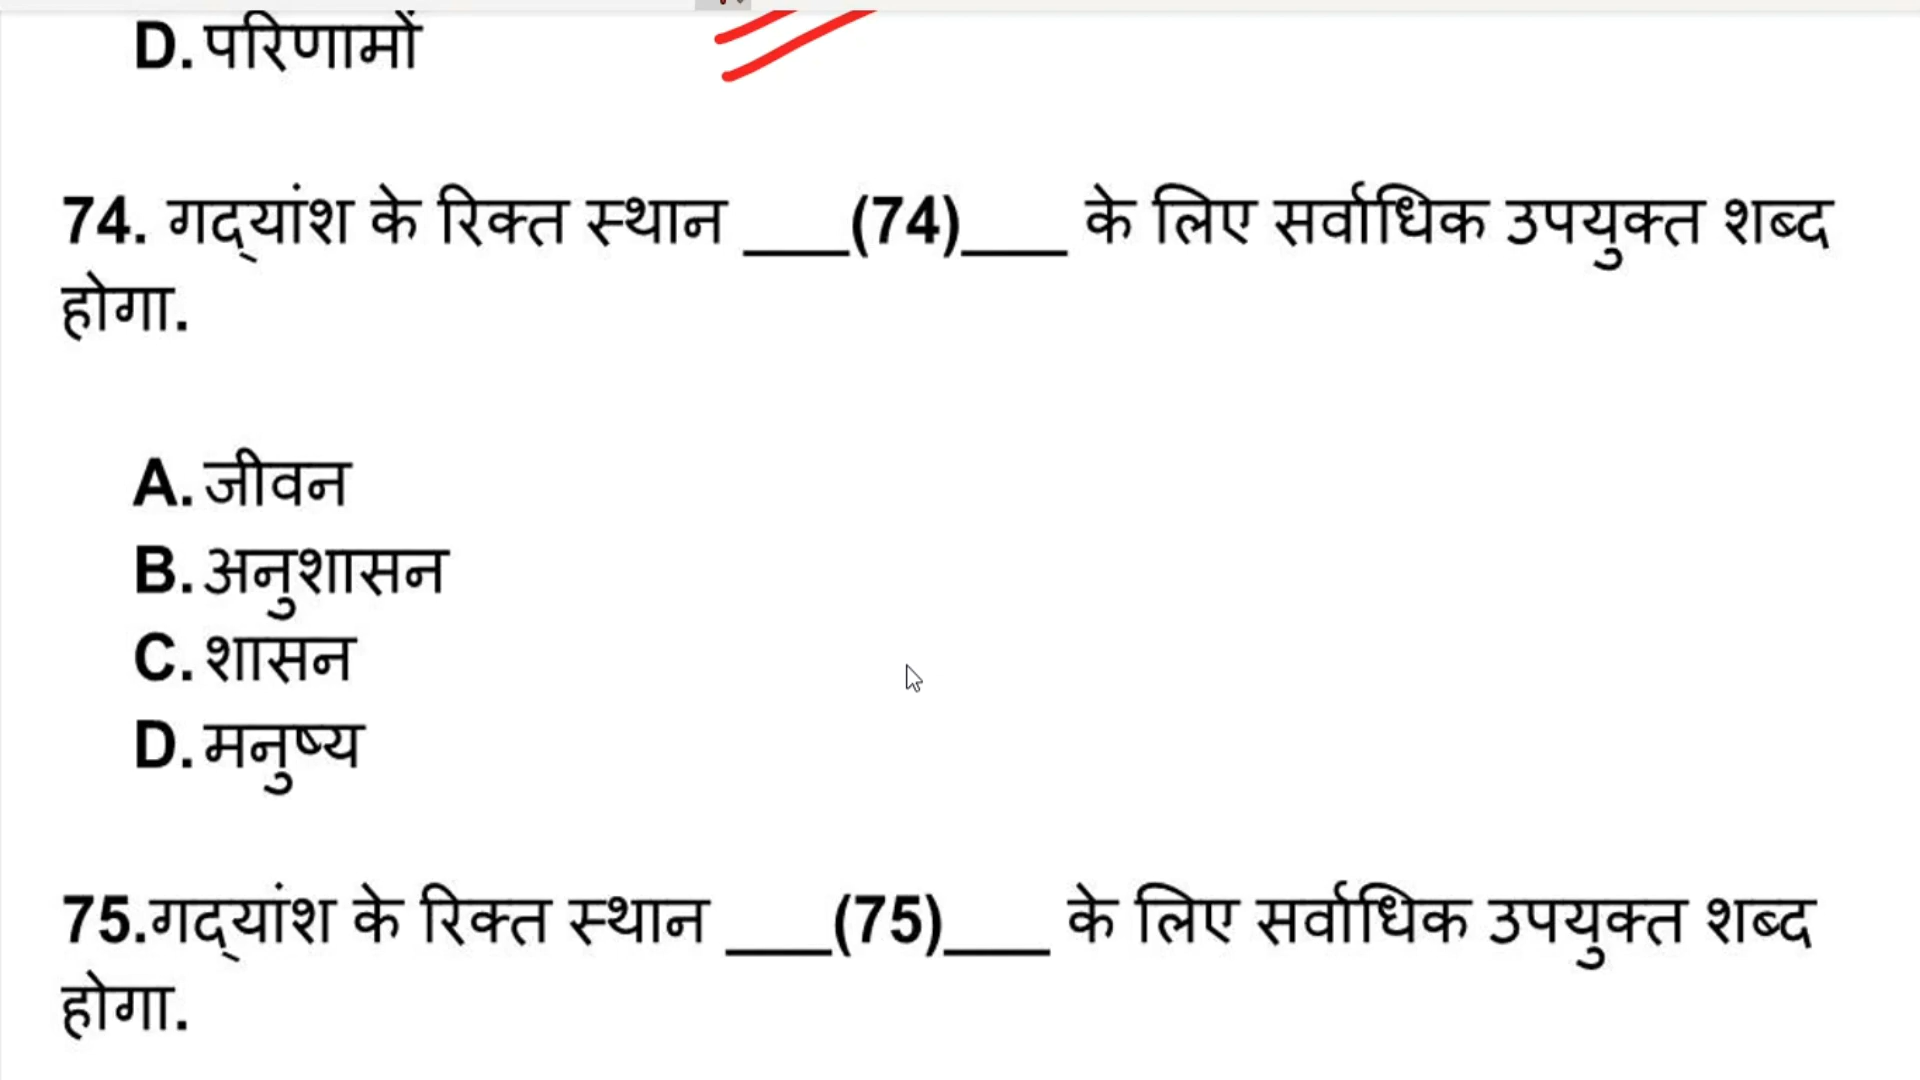 D. परिणामों
74. गद्यांश के रिक्त स्थान ___(74)___ के लिए सर्वाधिक उपयुक्त शब्द
होगा.
A. जीवन
B. अनुशासन
C. शासन
D. मनुष्य
75.गद्यांश के रिक्त स्थान ___(75)___ के लिए सर्वाधिक उपयुक्त शब्द
होगा.